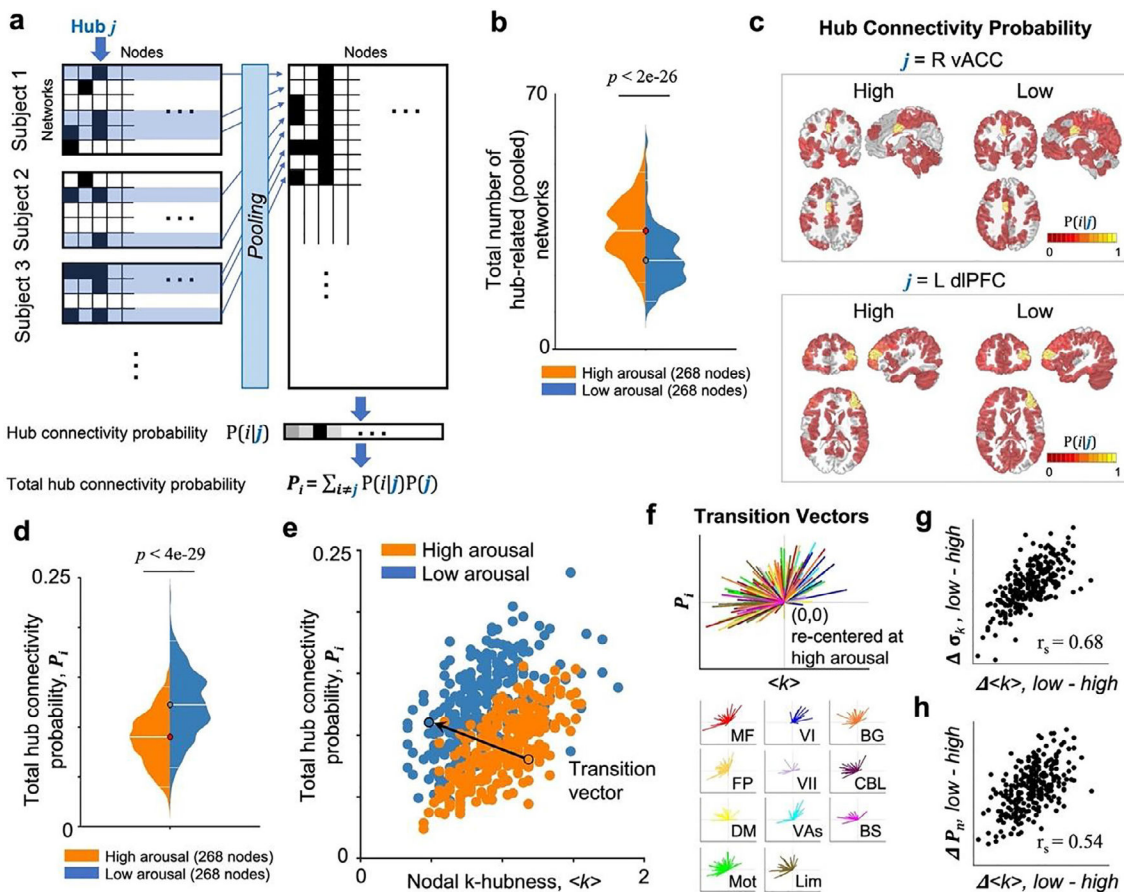 a
Hub j
Nodes
Nodes
Subject 1
Networks
Subject 2
Subject 3
Pooling
Hub connectivity probability P(i|j)
Total hub connectivity probability P_i = ∑_{i≠j} P(i|j)P(j)
b
p < 2e-26
70
Total number of
hub-related (pooled)
networks
0
High arousal (268 nodes)
Low arousal (268 nodes)
c
Hub Connectivity Probability
j = R vACC
High
Low
P(i|j)
0
1
j = L dlPFC
High
Low
P(i|j)
0
1
P(i|j)
0
1
d
p < 4e-29
0.25
Total hub connectivity
probability, P_i
0
High arousal (268 nodes)
Low arousal (268 nodes)
e
0.25
High arousal
Low arousal
Total hub connectivity
probability, P_i
Transition
vector
0
0
2
Nodal k-hubness, <k>
f
Transition Vectors
P_i
(0,0)
re-centered at
high arousal
<k>
MF
VI
BG
FP
VII
CBL
DM
VAs
BS
Mot
Lim
g
Δ σ_k, low - high
r_s = 0.68
Δ<k>, low - high
h
Δ P_n, low - high
r_s = 0.54
Δ<k>, low - high